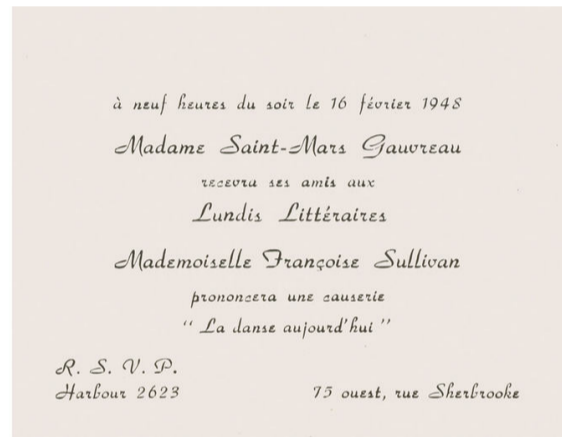 à neuf heures du soir le 16 février 1948
Madame Saint-Mars Gauvreau
recevra ses amis aux
Lundis Littéraires
Mademoiselle Françoise Sullivan
prononcera une causerie
“ La danse aujourd'hui ”
R. S. V. P.
Harbour 2623
75 ouest, rue Sherbrooke